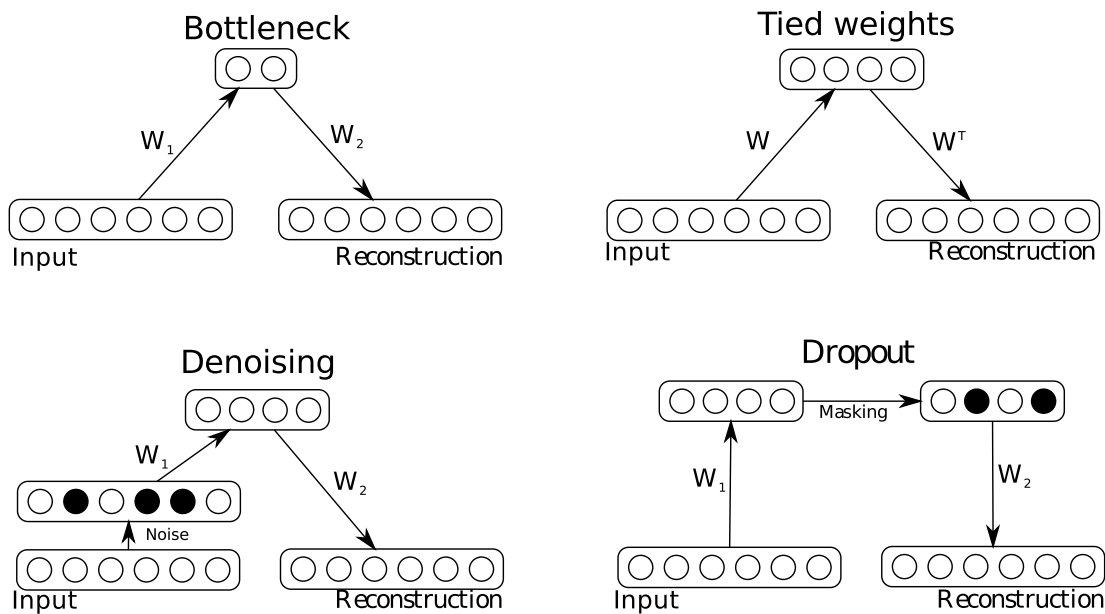 Bottleneck
W₁
W₂
Input
Reconstruction
Tied weights
W
Wᵀ
Input
Reconstruction
Denoising
W₁
W₂
Noise
Input
Reconstruction
Dropout
Masking
W₁
W₂
Input
Reconstruction